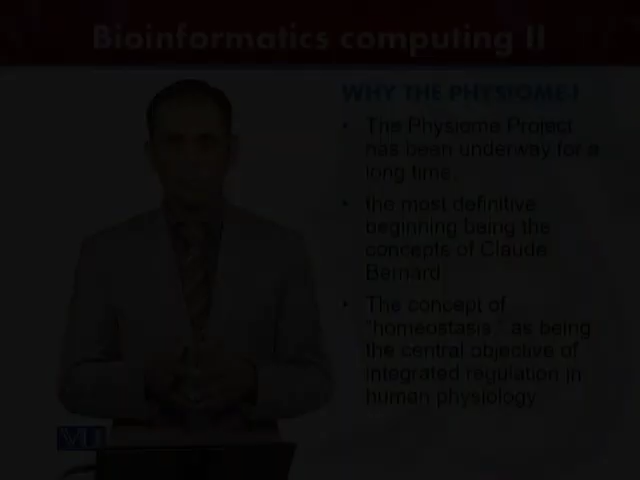 Bioinformatics computing II
WHY THE PHYSIOME?
• The Physiome Project
has been underway for a
long time.
• the most definitive
beginning being the
concepts of Claude
Bernard
• The concept of
"homeostasis," as being
the central objective of
integrated regulation in
human physiology
VU